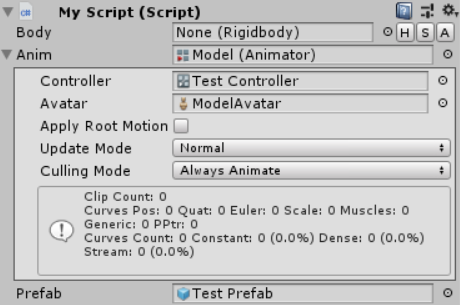 My Script (Script)
Body None (Rigidbody) H S A
Anim Model (Animator)
Controller Test Controller
Avatar ModelAvatar
Apply Root Motion
Update Mode Normal
Culling Mode Always Animate
Clip Count: 0
Curves Pos: 0 Quat: 0 Euler: 0 Scale: 0 Muscles: 0
Generic: 0 PPtr: 0
Curves Count: 0 Constant: 0 (0.0%) Dense: 0 (0.0%)
Stream: 0 (0.0%)
Prefab Test Prefab